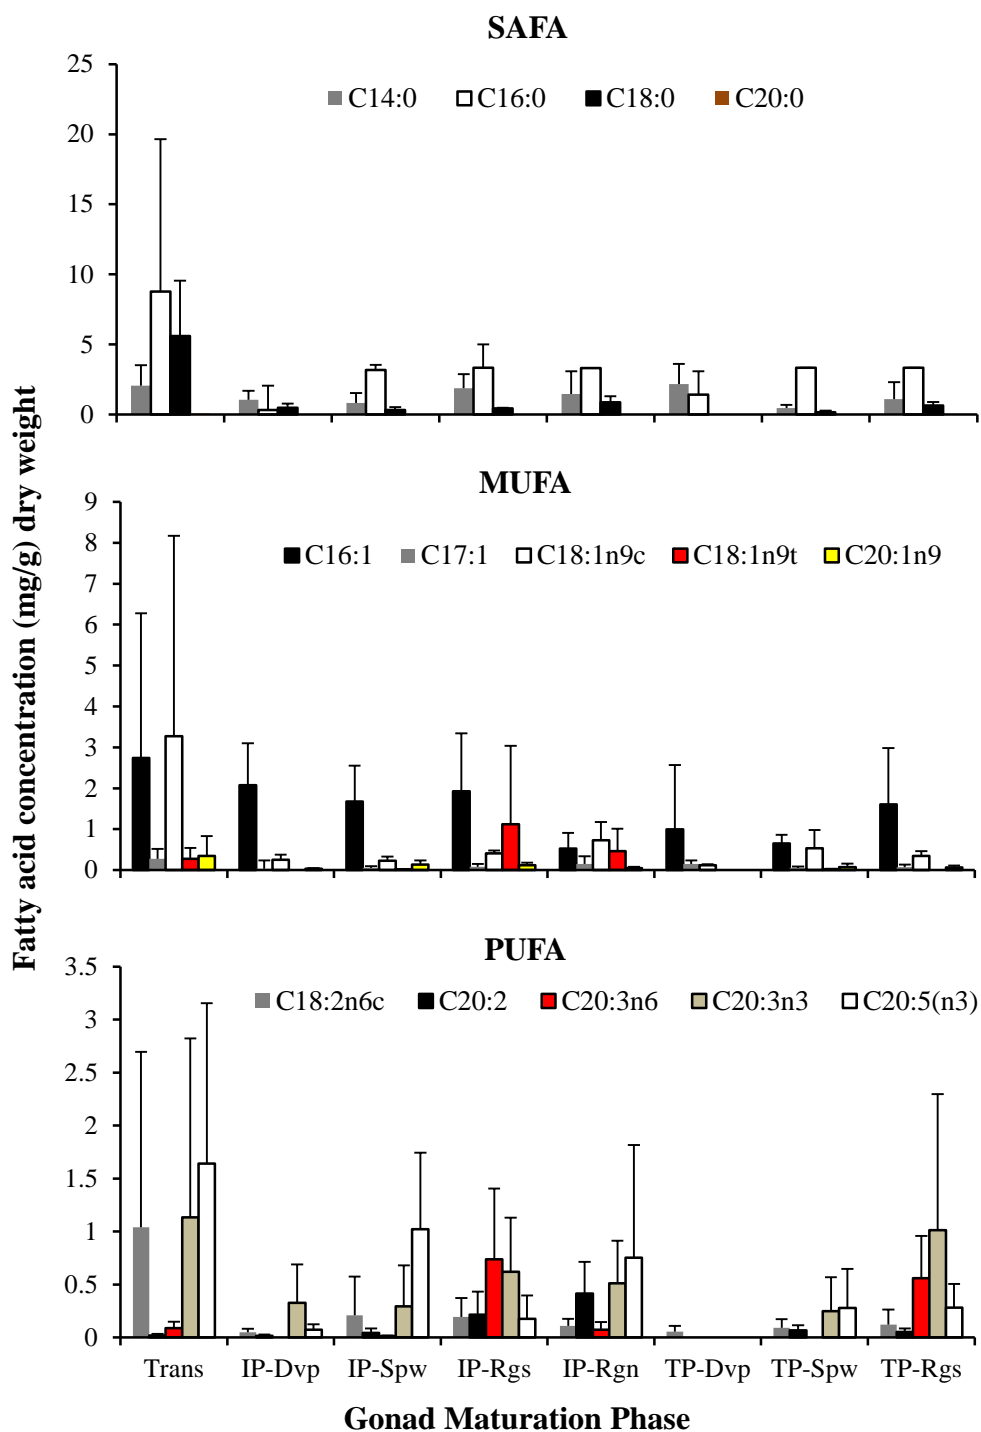 SAFA
25
20
15
10
5
0
C14:0 C16:0 C18:0 C20:0
Fatty acid concentration (mg/g) dry weight
MUFA
9
8
7
6
5
4
3
2
1
0
C16:1 C17:1 C18:1n9c C18:1n9t C20:1n9
PUFA
3.5
3
2.5
2
1.5
1
0.5
0
C18:2n6c C20:2 C20:3n6 C20:3n3 C20:5(n3)
Trans IP-Dvp IP-Spw IP-Rgs IP-Rgn TP-Dvp TP-Spw TP-Rgs
Gonad Maturation Phase